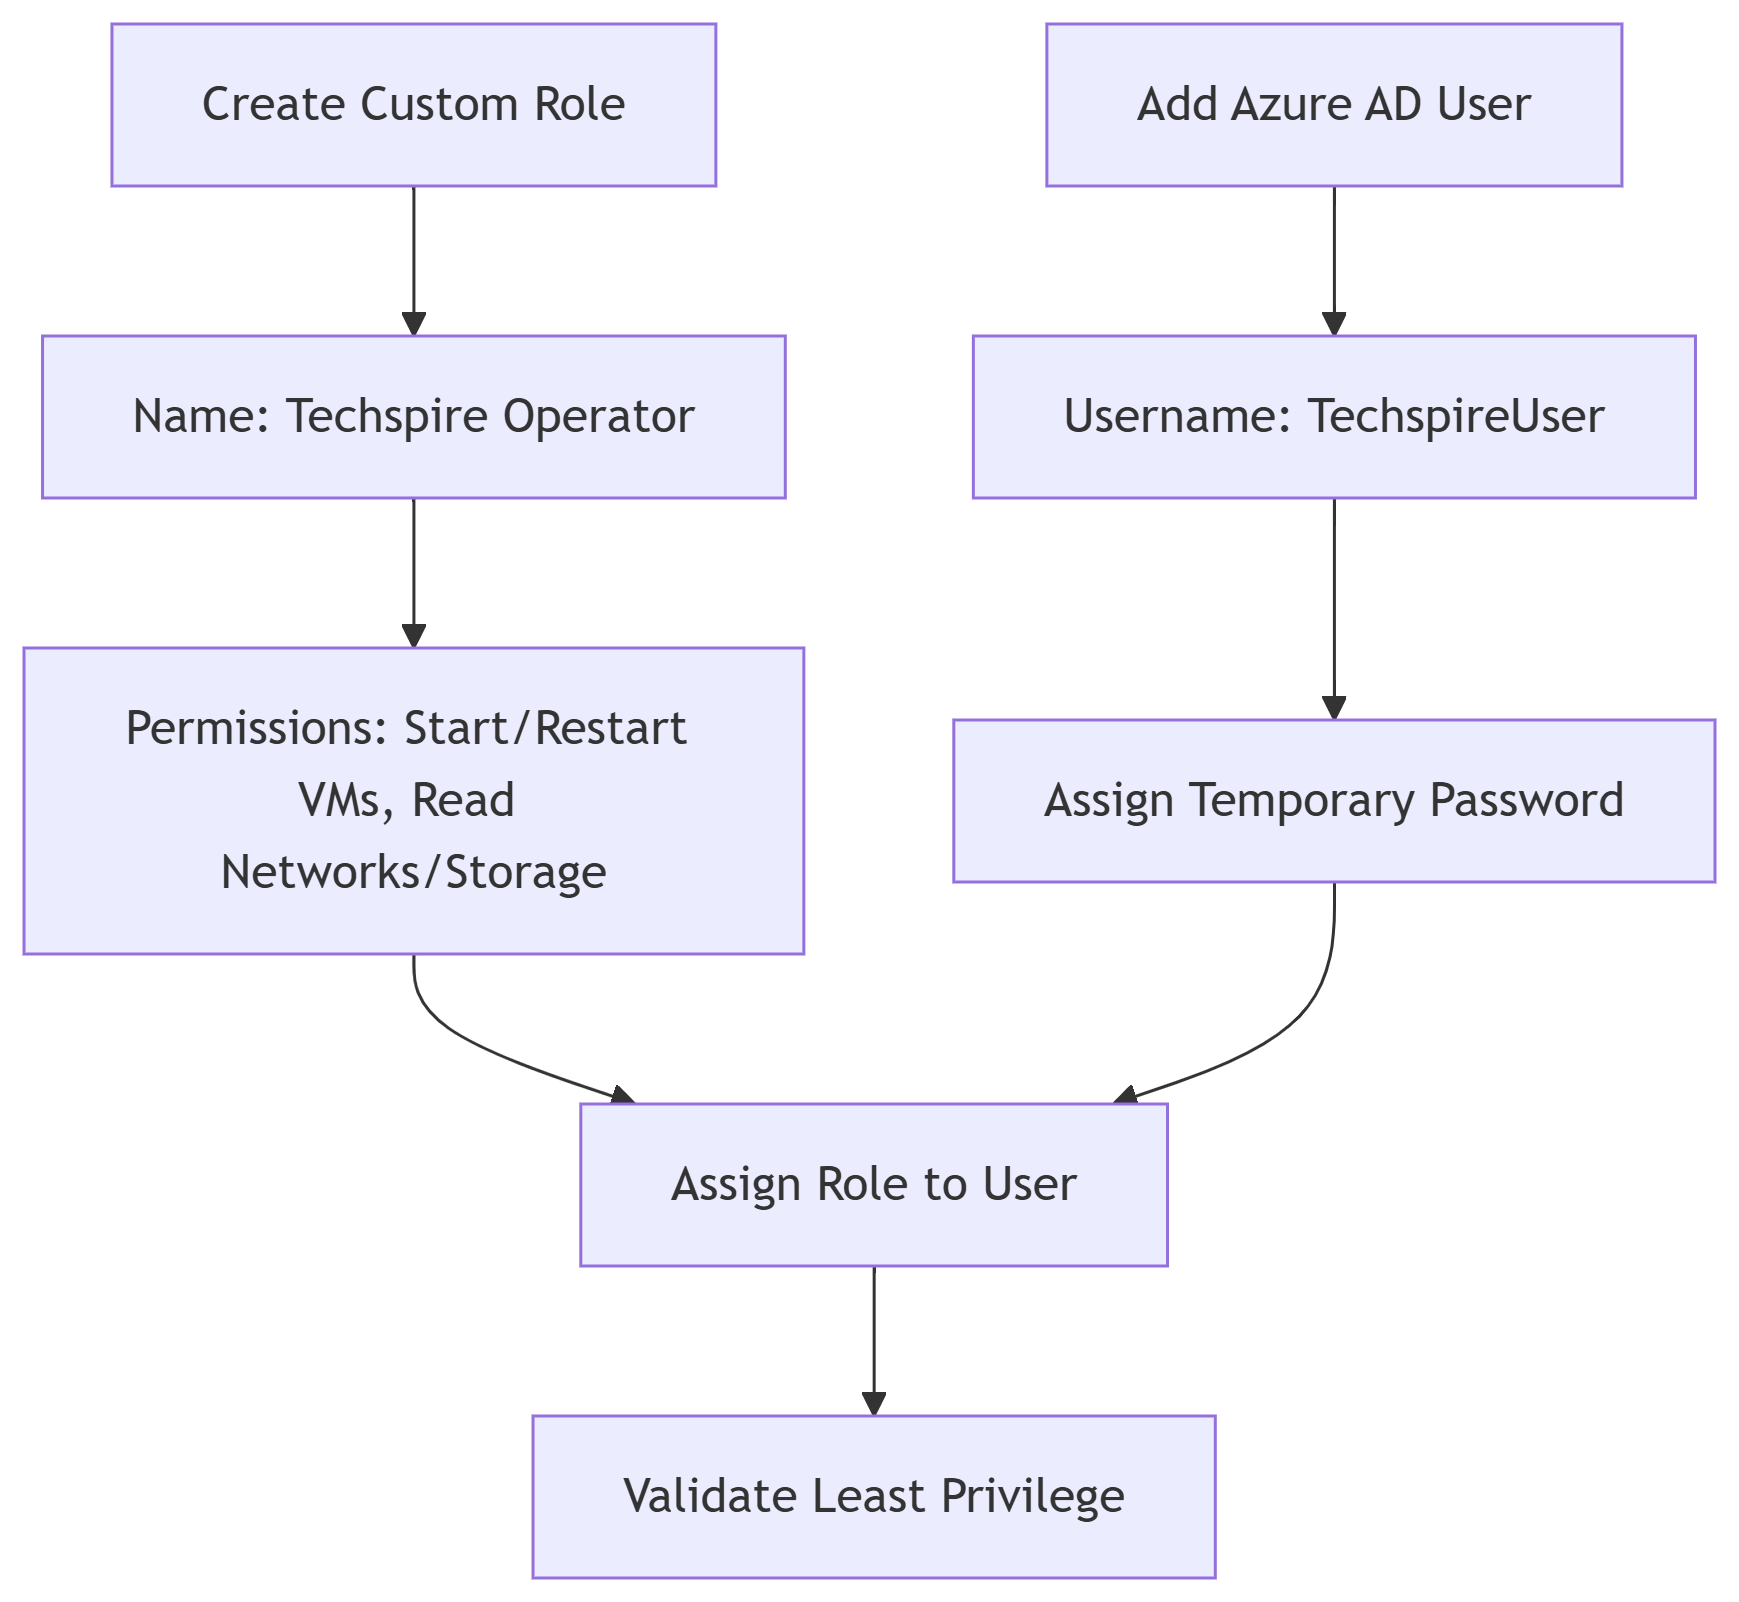 Create Custom Role
Add Azure AD User
Name: Techspire Operator
Username: TechspireUser
Permissions: Start/Restart
VMs, Read
Networks/Storage
Assign Temporary Password
Assign Role to User
Validate Least Privilege